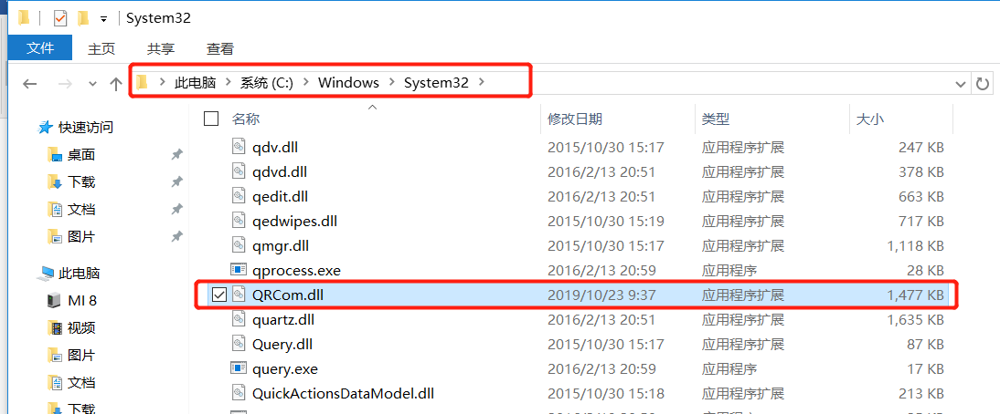 System32
文件 主页 共享 查看
此电脑 系统 (C:) Windows System32
快速访问
桌面
下载
文档
图片
此电脑
MI 8
视频
图片
文档
下载
名称 修改日期 类型 大小
qdv.dll 2015/10/30 15:17 应用程序扩展 247 KB
qdvd.dll 2016/2/13 20:51 应用程序扩展 378 KB
qedit.dll 2016/2/13 20:51 应用程序扩展 663 KB
qedwipes.dll 2015/10/30 15:19 应用程序扩展 717 KB
qmgr.dll 2015/10/30 15:17 应用程序扩展 1,118 KB
qprocess.exe 2016/2/13 20:59 应用程序 28 KB
QRCom.dll 2019/10/23 9:37 应用程序扩展 1,477 KB
quartz.dll 2016/2/13 20:51 应用程序扩展 1,635 KB
Query.dll 2015/10/30 15:17 应用程序扩展 87 KB
query.exe 2016/2/13 20:59 应用程序 17 KB
QuickActionsDataModel.dll 2015/10/30 15:18 应用程序扩展 213 KB